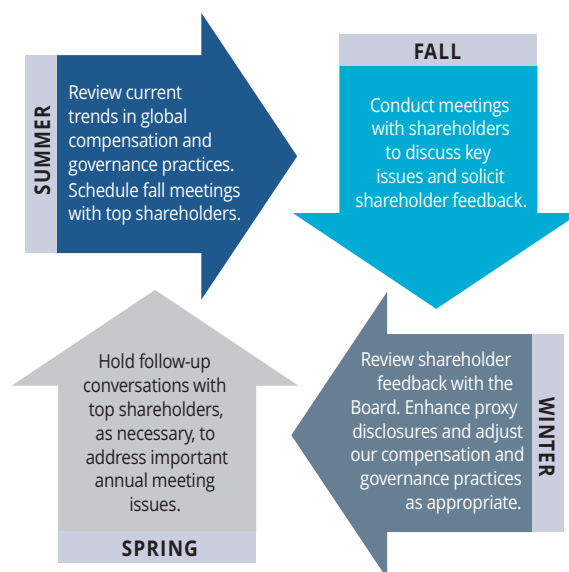 SUMMER
Review current
trends in global
compensation and
governance practices.
Schedule fall meetings
with top shareholders.
FALL
Conduct meetings
with shareholders
to discuss key
issues and solicit
shareholder feedback.
WINTER
Review shareholder
feedback with the
Board. Enhance proxy
disclosures and adjust
our compensation and
governance practices
as appropriate.
Hold follow-up
conversations with
top shareholders,
as necessary, to
address important
annual meeting
issues.
SPRING